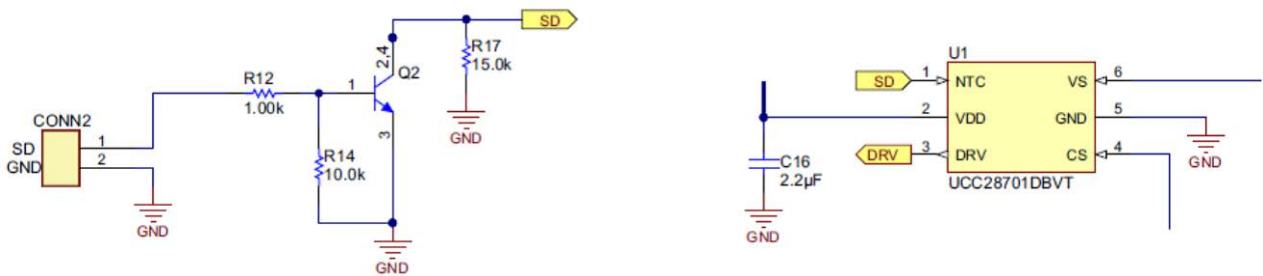 SD
R17
15.0k
GND
2,4
Q2
1
3
R12
1.00k
R14
10.0k
GND
CONN2
SD
GND
1
2
GND
U1
SD
1
NTC
VS
6
2
VDD
GND
5
GND
DRV
3
DRV
CS
4
UCC28701DBVT
C16
2.2µF
GND